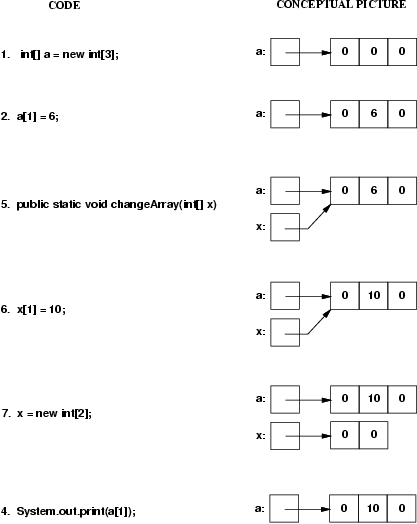 CODE CONCEPTUAL PICTURE
1. int[] a = new int[3]; a: 0 0 0
2. a[1] = 6; a: 0 6 0
a: 0 6 0
5. public static void changeArray(int[] x)
x:
a: 0 10 0
6. x[1] = 10;
x:
a: 0 10 0
7. x = new int[2];
x: 0 0
4. System.out.print(a[1]); a: 0 10 0